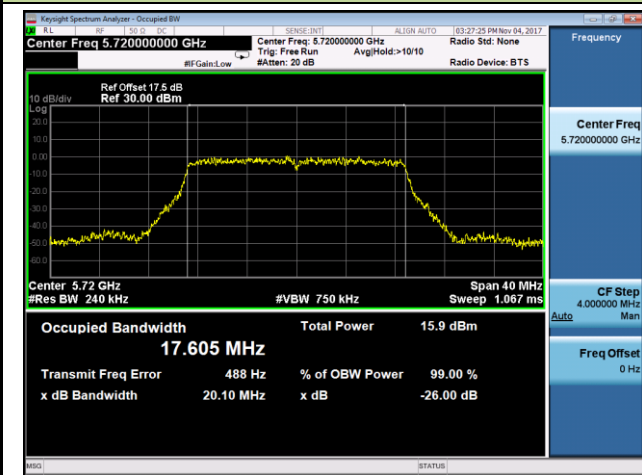 Keysight Spectrum Analyzer - Occupied BW
RL RF 50 Ω DC SENSE:INT ALIGN AUTO 03:27:25 PM Nov 04, 2017
Center Freq 5.720000000 GHz Center Freq: 5.720000000 GHz Radio Std: None Frequency
Trig: Free Run Avg|Hold:>10/10
#IFGain:Low #Atten: 20 dB Radio Device: BTS
Ref Offset 17.5 dB
10 dB/div Ref 30.00 dBm
Log
20.0
10.0
0.00
-10.0
-20.0
-30.0
-40.0
-50.0
-60.0
Center Freq
5.720000000 GHz
Center 5.72 GHz Span 40 MHz
#Res BW 240 kHz #VBW 750 kHz Sweep 1.067 ms
CF Step
4.000000 MHz
Auto Man
Occupied Bandwidth Total Power 15.9 dBm
17.605 MHz
Freq Offset
0 Hz
Transmit Freq Error 488 Hz % of OBW Power 99.00 %
x dB Bandwidth 20.10 MHz x dB -26.00 dB
MSG STATUS